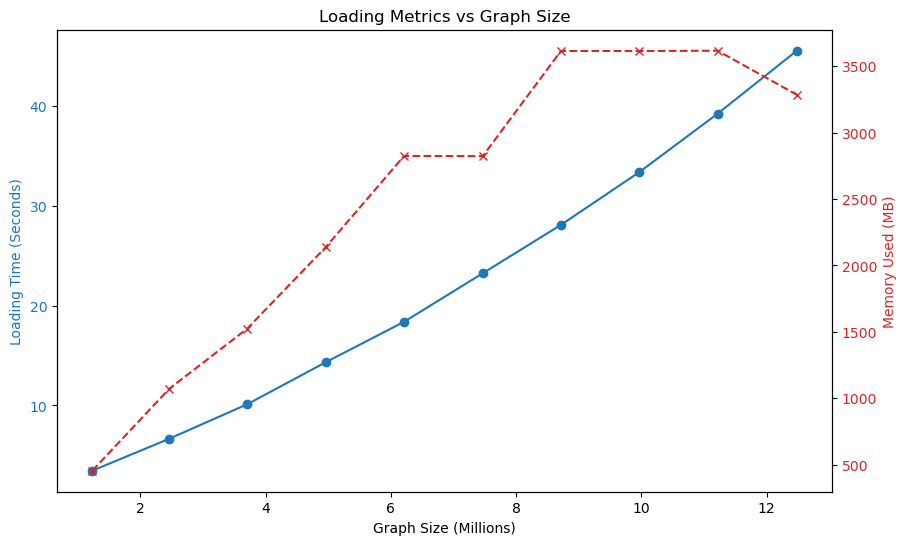 Loading Metrics vs Graph Size
Loading Time (Seconds)
40
30
20
10
3500
3000
2500
2000
1500
1000
500
Memory Used (MB)
2 4 6 8 10 12
Graph Size (Millions)